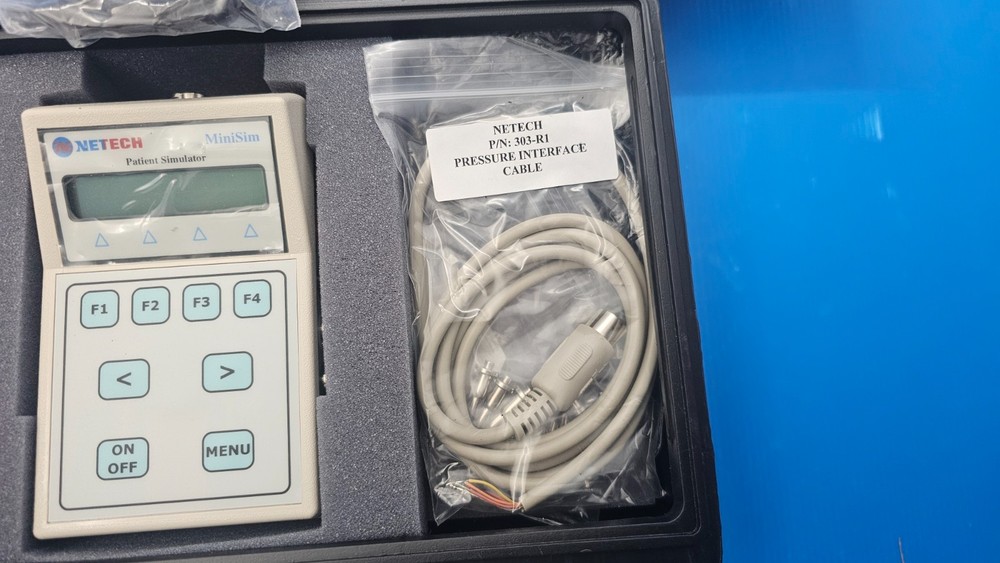 NETECH
MiniSim
Patient Simulator
F1
F2
F3
F4
<
>
ON
OFF
MENU
NETECH
P/N: 303-R1
PRESSURE INTERFACE
CABLE